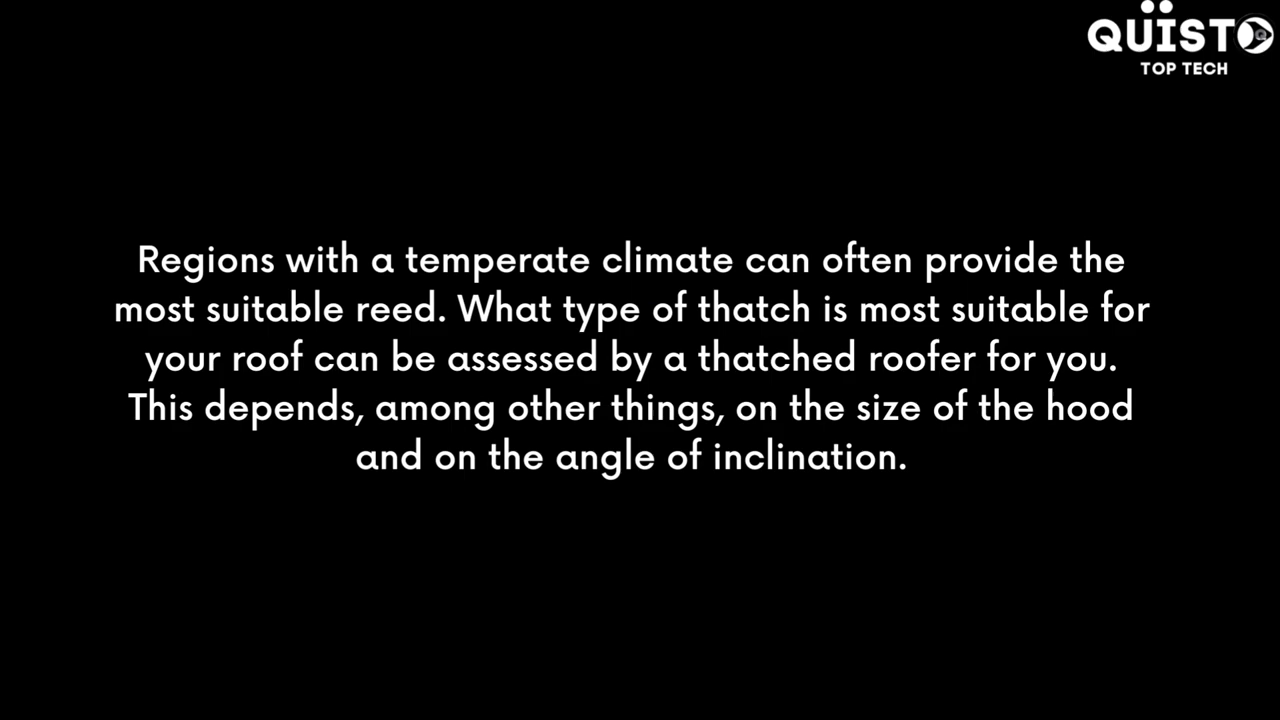 QUISTO
TOP TECH
Regions with a temperate climate can often provide the
most suitable reed. What type of thatch is most suitable for
your roof can be assessed by a thatched roofer for you.
This depends, among other things, on the size of the hood
and on the angle of inclination.